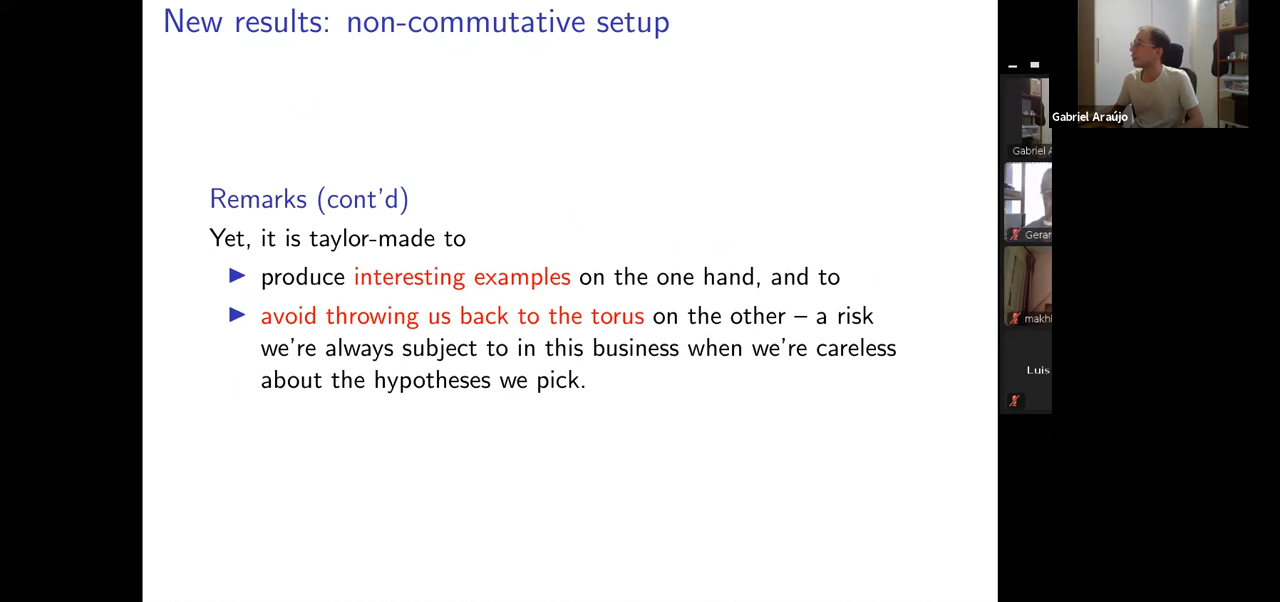 New results: non-commutative setup
Remarks (cont'd)
Yet, it is taylor-made to
produce interesting examples on the one hand, and to
avoid throwing us back to the torus on the other – a risk
we're always subject to in this business when we're careless
about the hypotheses we pick.
Gabriel Araújo
Gabriel A
Gerar
makhl
Luis